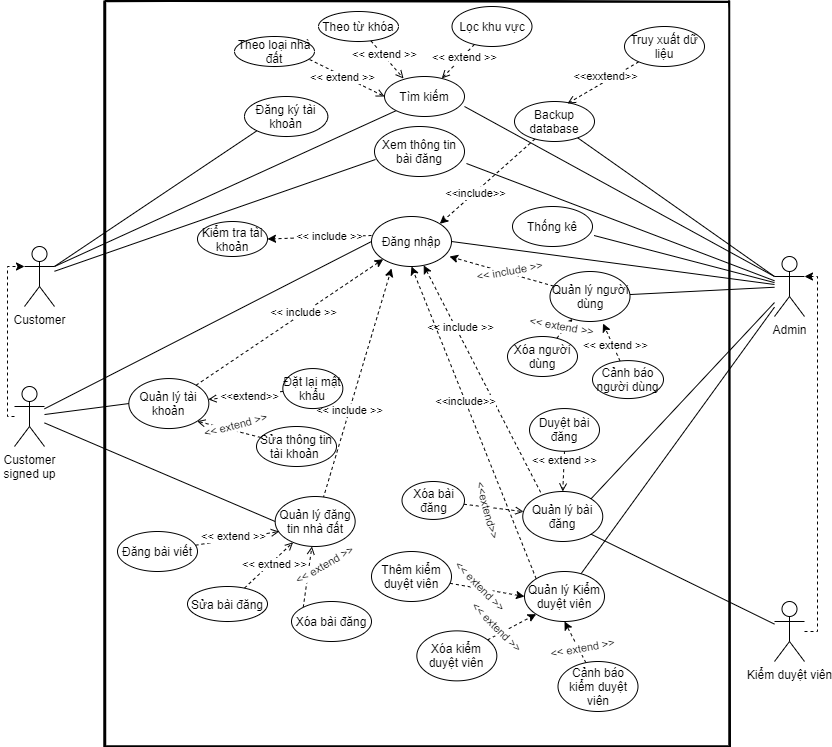 Theo từ khóa
Lọc khu vực
Theo loại nhà
đất
<< extend >>
<< extend >>
<< extend >>
Truy xuất dữ
liệu
<<exxtend>>
Tìm kiếm
Đăng ký tài
khoản
Backup
database
Xem thông tin
bài đăng
<<include>>
Thống kê
Kiểm tra tài
khoản
<< include >>
Đăng nhập
<< include >>
Quản lý người
dùng
Customer
Admin
<< include >>
<< include >>
<< extend >>
<< extend >>
Xóa người
dùng
Cảnh báo
người dùng
Quản lý tài
khoản
<<extend>>
Đặt lại mật
khẩu
<< include >>
<<include>>
<< extend >>
Sửa thông tin
tài khoản
Duyệt bài
đăng
<< extend >>
Customer
signed up
Xóa bài
đăng
<<extend>>
Quản lý bài
đăng
Quản lý đăng
tin nhà đất
Đăng bài viết
<< extend >>
<< extned >>
<< extend >>
Sửa bài đăng
Xóa bài đăng
Thêm kiểm
duyệt viên
<< extend >>
Quản lý Kiểm
duyệt viên
<< extend >>
Xóa kiểm
duyệt viên
<< extend >>
Cảnh báo
kiểm duyệt
viên
Kiểm duyệt viên